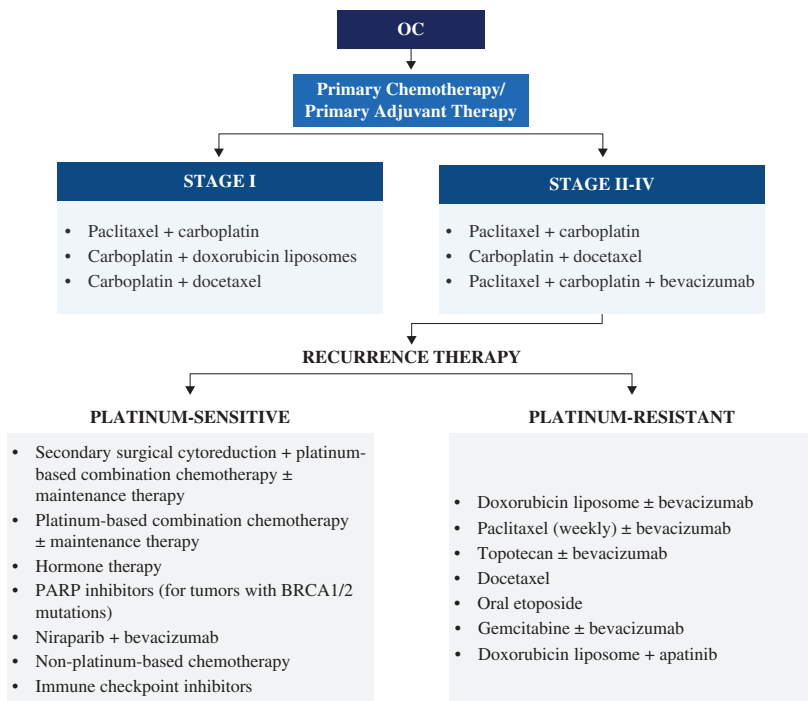 OC
Primary Chemotherapy/
Primary Adjuvant Therapy
STAGE I
• Paclitaxel + carboplatin
• Carboplatin + doxorubicin liposomes
• Carboplatin + docetaxel
STAGE II-IV
• Paclitaxel + carboplatin
• Carboplatin + docetaxel
• Paclitaxel + carboplatin + bevacizumab
RECURRENCE THERAPY
PLATINUM-SENSITIVE
• Secondary surgical cytoreduction + platinum-
based combination chemotherapy ±
maintenance therapy
• Platinum-based combination chemotherapy
± maintenance therapy
• Hormone therapy
• PARP inhibitors (for tumors with BRCA1/2
mutations)
• Niraparib + bevacizumab
• Non-platinum-based chemotherapy
• Immune checkpoint inhibitors
PLATINUM-RESISTANT
• Doxorubicin liposome ± bevacizumab
• Paclitaxel (weekly) ± bevacizumab
• Topotecan ± bevacizumab
• Docetaxel
• Oral etoposide
• Gemcitabine ± bevacizumab
• Doxorubicin liposome + apatinib